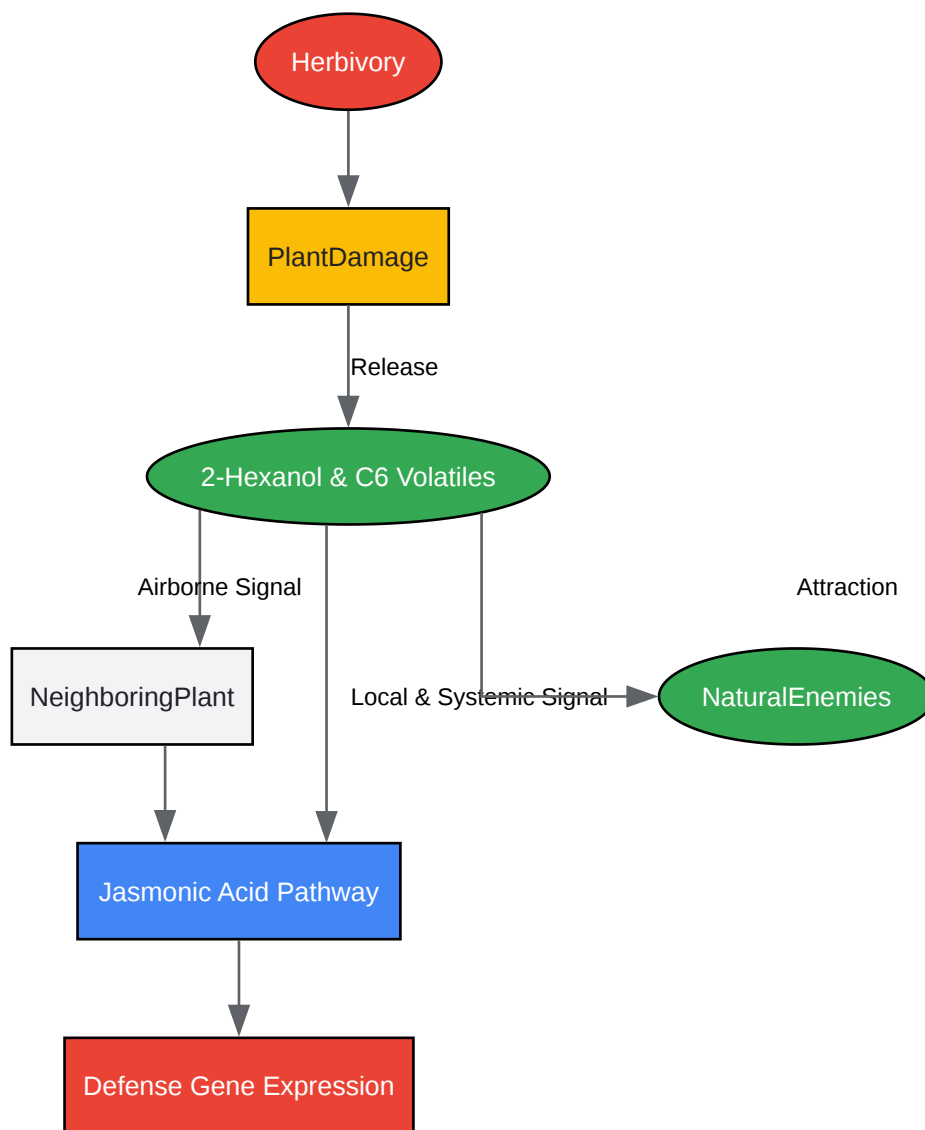 Herbivory
PlantDamage
Release
2-Hexanol & C6 Volatiles
Airborne Signal
Attraction
NeighboringPlant
Local & Systemic Signal
NaturalEnemies
Jasmonic Acid Pathway
Defense Gene Expression